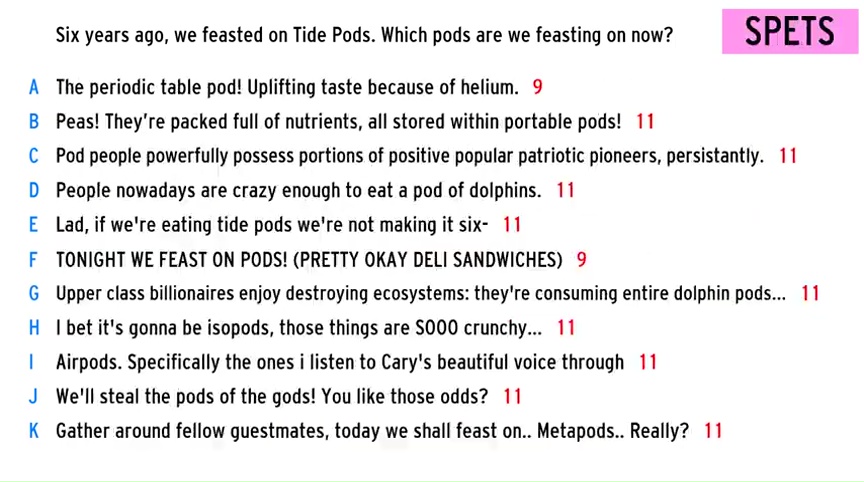 Six years ago, we feasted on Tide Pods. Which pods are we feasting on now?
SPETS
A The periodic table pod! Uplifting taste because of helium. 9
B Peas! They're packed full of nutrients, all stored within portable pods! 11
C Pod people powerfully possess portions of positive popular patriotic pioneers, persistantly. 11
D People nowadays are crazy enough to eat a pod of dolphins. 11
E Lad, if we're eating tide pods we're not making it six- 11
F TONIGHT WE FEAST ON PODS! (PRETTY OKAY DELI SANDWICHES) 9
G Upper class billionaires enjoy destroying ecosystems: they're consuming entire dolphin pods... 11
H I bet it's gonna be isopods, those things are SOOO crunchy... 11
I Airpods. Specifically the ones i listen to Cary's beautiful voice through 11
J We'll steal the pods of the gods! You like those odds? 11
K Gather around fellow guestmates, today we shall feast on.. Metapods.. Really? 11